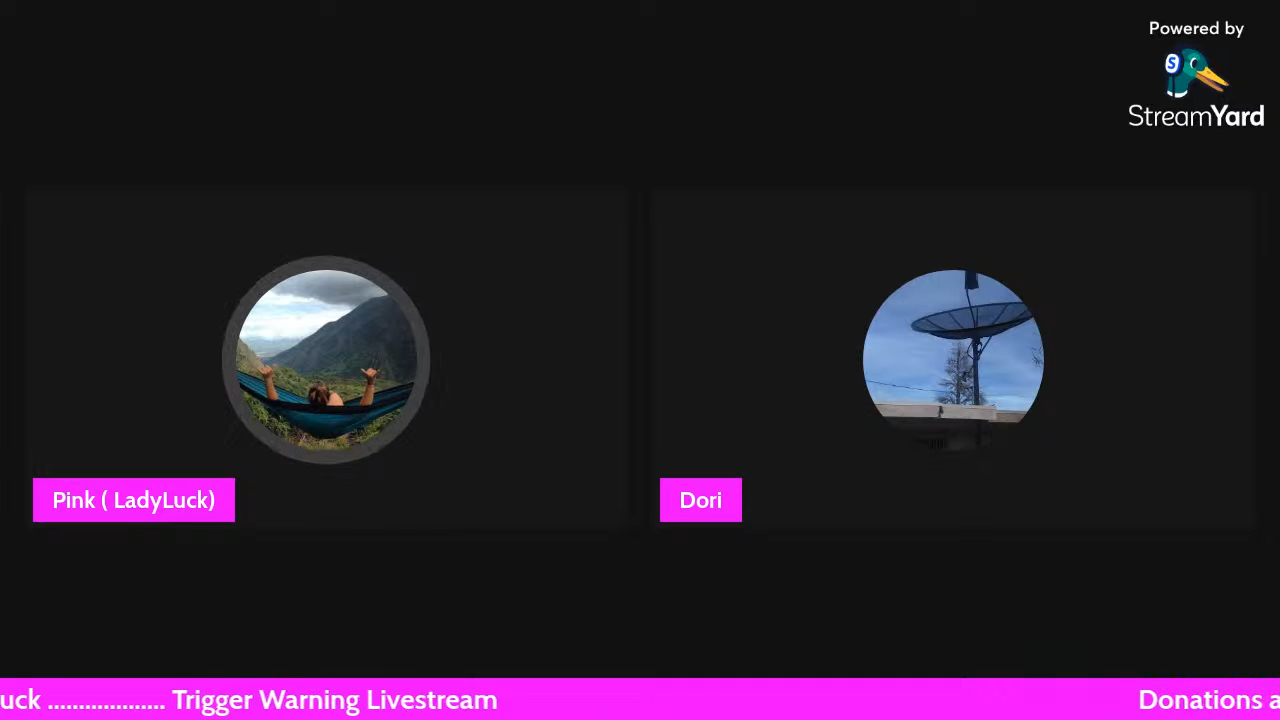 Powered by
StreamYard
Pink ( LadyLuck)
Dori
uck ................... Trigger Warning Livestream
Donations a